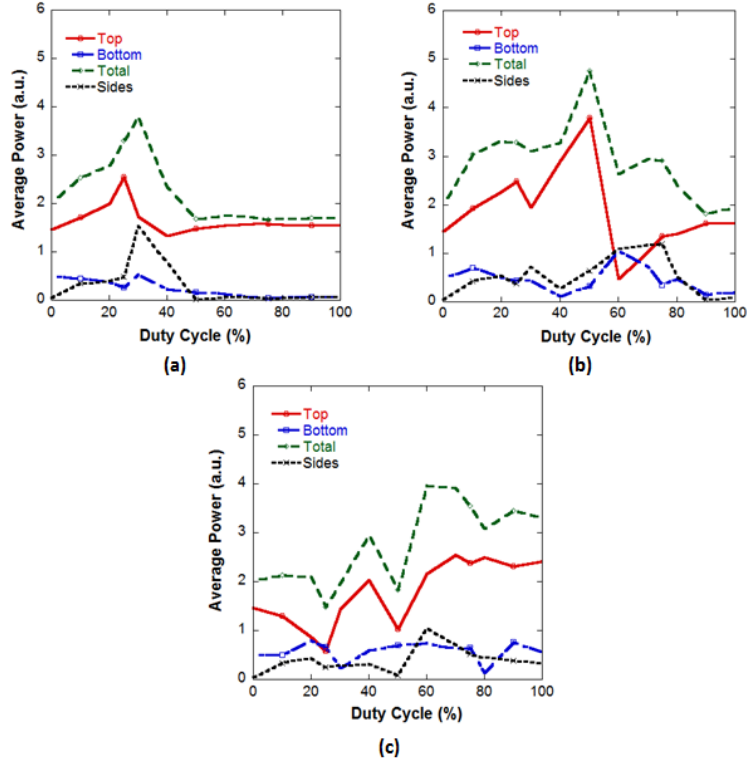 6
5
4
3
2
1
0
Average Power (a.u.)
Top
Bottom
Total
Sides
0 20 40 60 80 100
Duty Cycle (%)
(a)
6
5
4
3
2
1
0
Average Power (a.u.)
Top
Bottom
Total
Sides
0 20 40 60 80 100
Duty Cycle (%)
(b)
6
5
4
3
2
1
0
Average Power (a.u.)
Top
Bottom
Total
Sides
0 20 40 60 80 100
Duty Cycle (%)
(c)